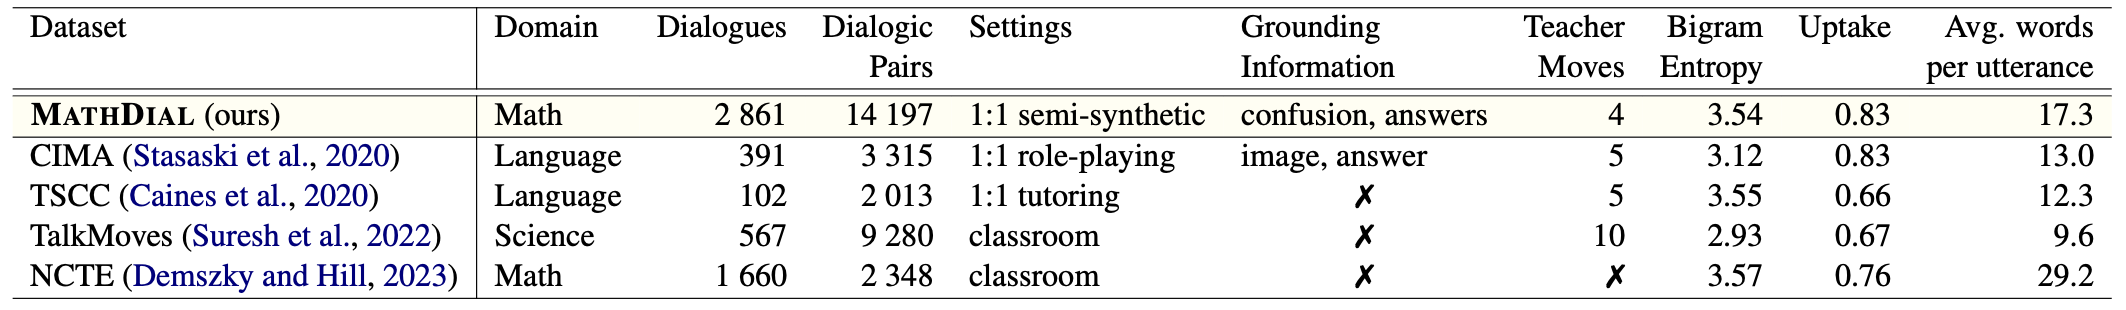 Dataset Domain Dialogues Dialogic Settings Grounding Teacher Bigram Uptake Avg. words
Pairs Information Moves Entropy per utterance
MATHDIAL (ours) Math 2 861 14 197 1:1 semi-synthetic confusion, answers 4 3.54 0.83 17.3
CIMA (Stasaski et al., 2020) Language 391 3 315 1:1 role-playing image, answer 5 3.12 0.83 13.0
TSCC (Caines et al., 2020) Language 102 2 013 1:1 tutoring ✗ 5 3.55 0.66 12.3
TalkMoves (Suresh et al., 2022) Science 567 9 280 classroom ✗ 10 2.93 0.67 9.6
NCTE (Demszky and Hill, 2023) Math 1 660 2 348 classroom ✗ ✗ 3.57 0.76 29.2